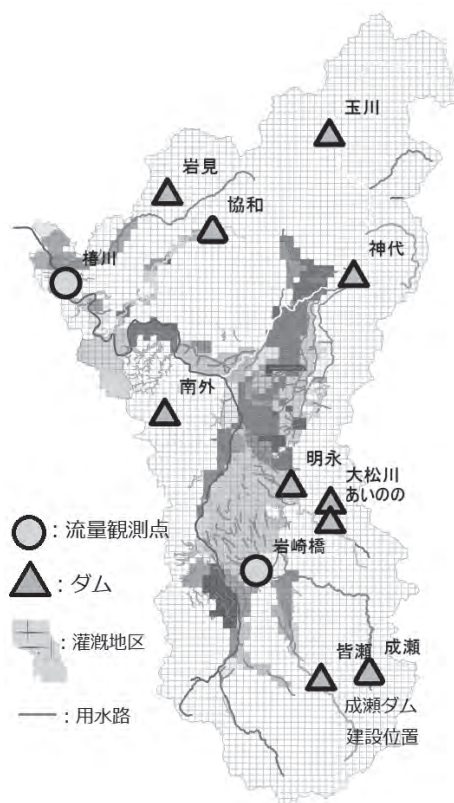 玉川
岩見
協和
椿川
神代
南外
明永
大松川
あいのの
岩崎橋
：流量観測点
：ダム
：灌漑地区
：用水路
皆瀬
成瀬
成瀬ダム
建設位置